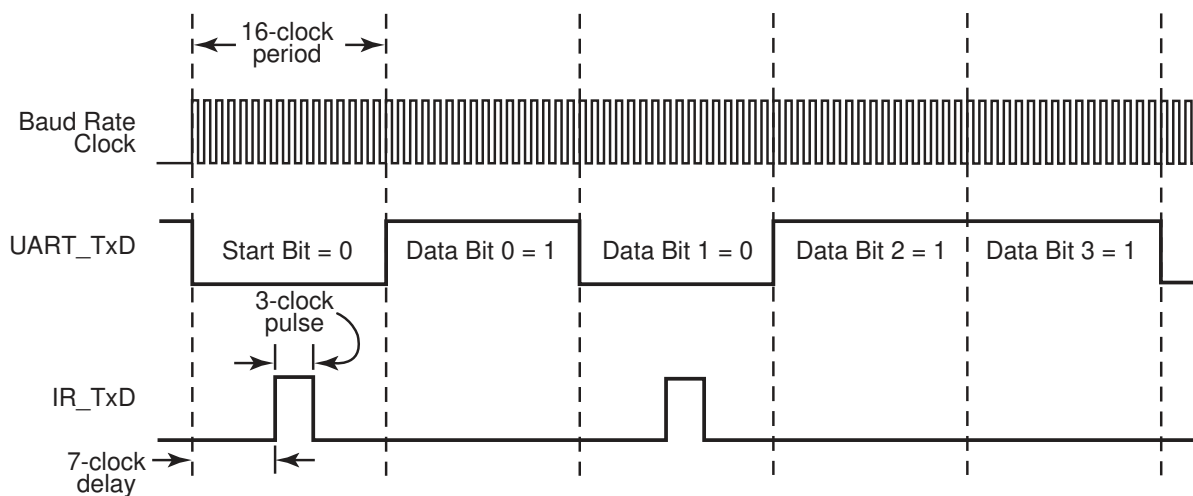 16-clock
period
Baud Rate
Clock
UART_TxD
Start Bit = 0
Data Bit 0 = 1
Data Bit 1 = 0
Data Bit 2 = 1
Data Bit 3 = 1
3-clock
pulse
IR_TxD
7-clock
delay